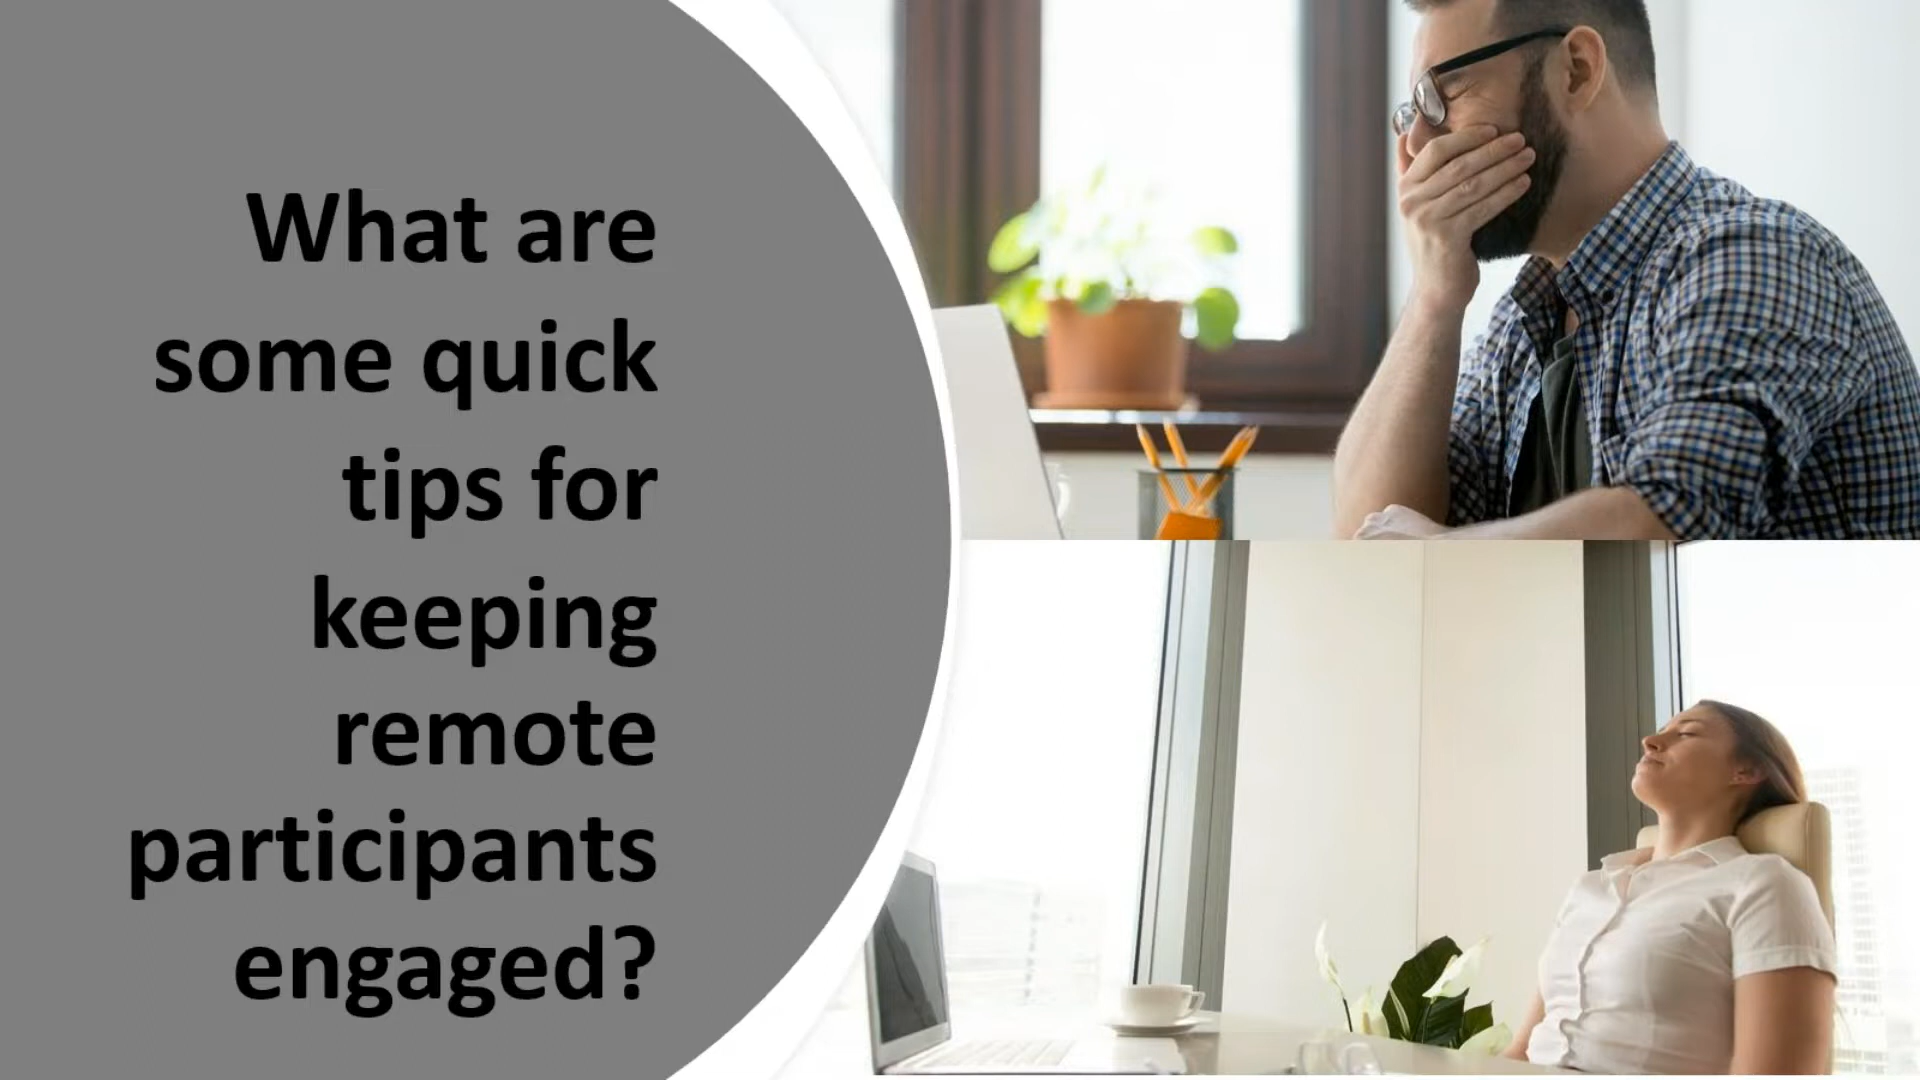 What are
some quick
tips for
keeping
remote
participants
engaged?